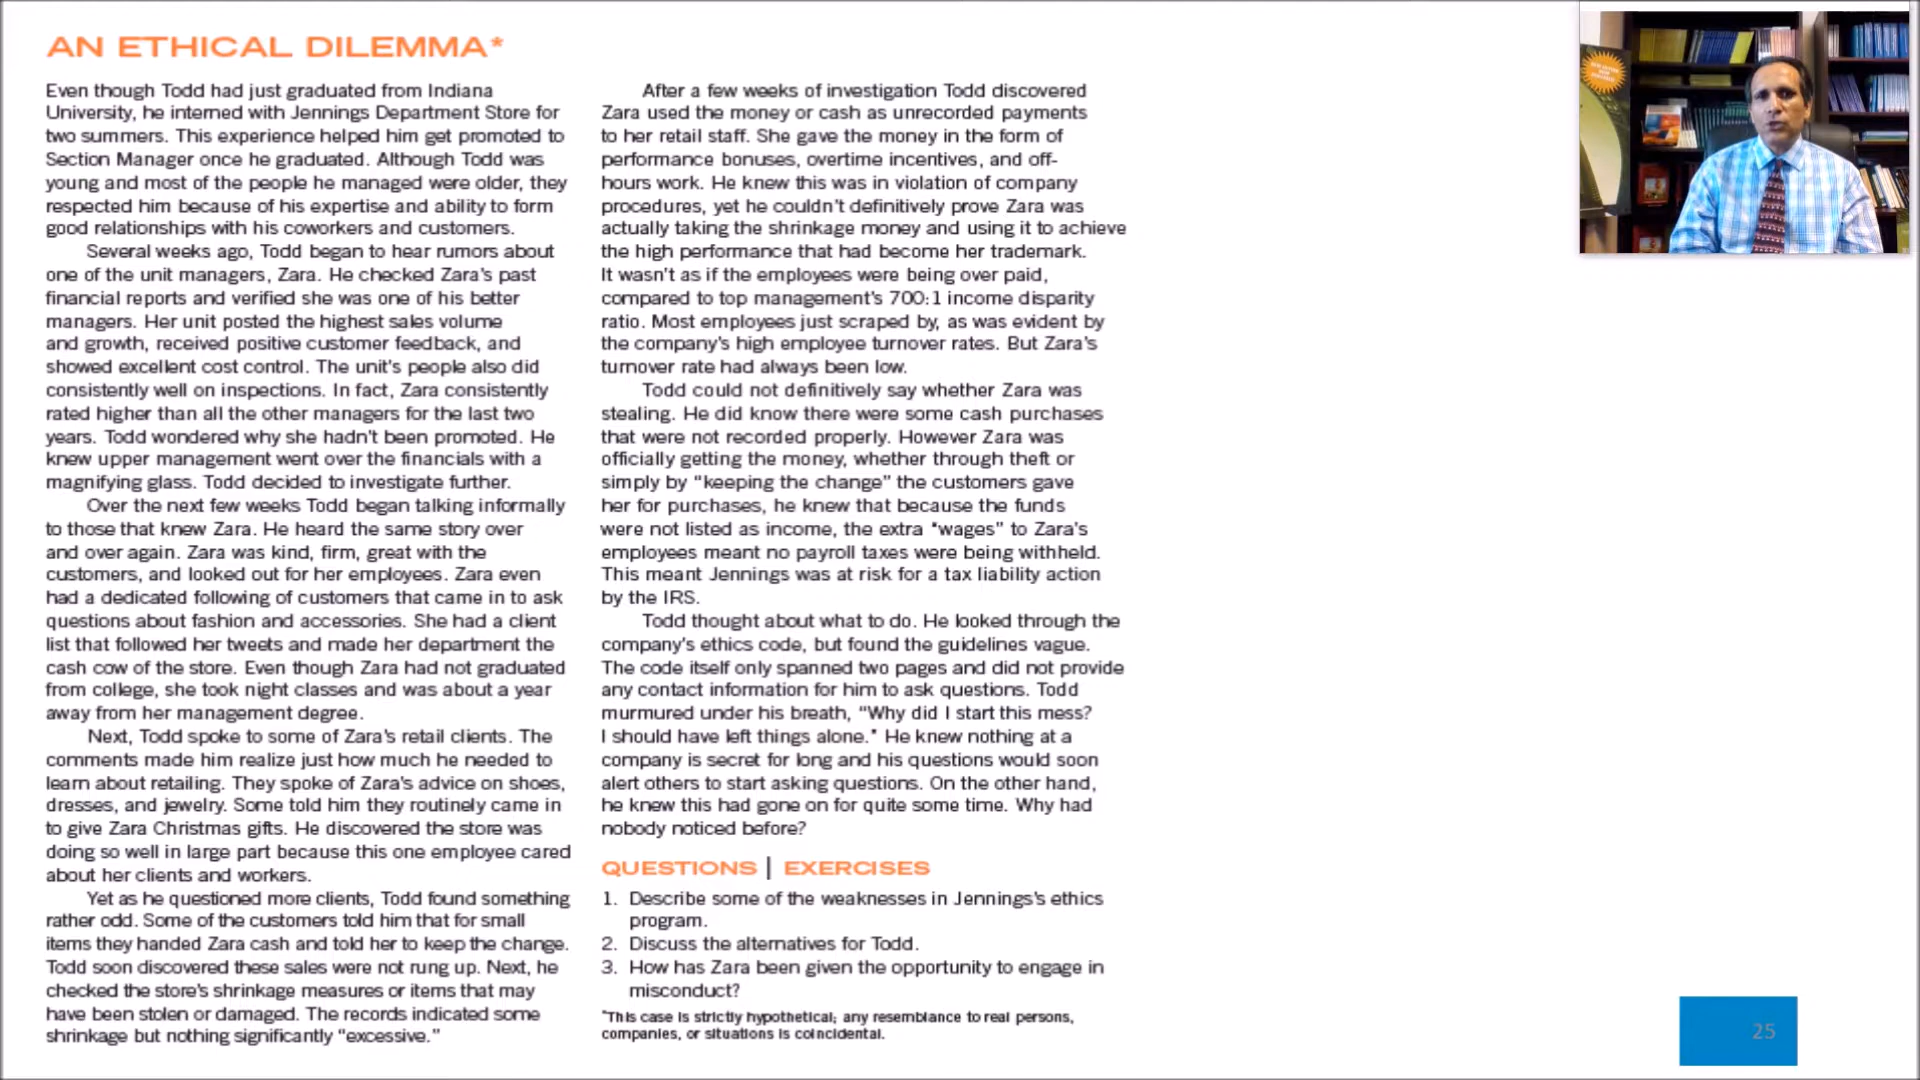 AN ETHICAL DILEMMA*
Even though Todd had just graduated from Indiana
University, he interned with Jennings Department Store for
two summers. This experience helped him get promoted to
Section Manager once he graduated. Although Todd was
young and most of the people he managed were older, they
respected him because of his expertise and ability to form
good relationships with his coworkers and customers.
Several weeks ago, Todd began to hear rumors about
one of the unit managers, Zara. He checked Zara's past
financial reports and verified she was one of his better
managers. Her unit posted the highest sales volume
and growth, received positive customer feedback, and
showed excellent cost control. The unit's people also did
consistently well on inspections. In fact, Zara consistently
rated higher than all the other managers for the last two
years. Todd wondered why she hadn't been promoted. He
knew upper management went over the financials with a
magnifying glass. Todd decided to investigate further.
Over the next few weeks Todd began talking informally
to those that knew Zara. He heard the same story over
and over again. Zara was kind, firm, great with the
customers, and looked out for her employees. Zara even
had a dedicated following of customers that came in to ask
questions about fashion and accessories. She had a client
list that followed her tweets and made her department the
cash cow of the store. Even though Zara had not graduated
from college, she took night classes and was about a year
away from her management degree.
Next, Todd spoke to some of Zara's retail clients. The
comments made him realize just how much he needed to
learn about retailing. They spoke of Zara's advice on shoes,
dresses, and jewelry. Some told him they routinely came in
to give Zara Christmas gifts. He discovered the store was
doing so well in large part because this one employee cared
about her clients and workers.
Yet as he questioned more clients, Todd found something
rather odd. Some of the customers told him that for small
items they handed Zara cash and told her to keep the change.
Todd soon discovered these sales were not rung up. Next, he
checked the store's shrinkage measures or items that may
have been stolen or damaged. The records indicated some
shrinkage but nothing significantly "excessive."
After a few weeks of investigation Todd discovered
Zara used the money or cash as unrecorded payments
to her retail staff. She gave the money in the form of
performance bonuses, overtime incentives, and off-
hours work. He knew this was in violation of company
procedures, yet he couldn't definitively prove Zara was
actually taking the shrinkage money and using it to achieve
the high performance that had become her trademark.
It wasn't as if the employees were being over paid,
compared to top management's 700:1 income disparity
ratio. Most employees just scraped by, as was evident by
the company's high employee turnover rates. But Zara's
turnover rate had always been low.
Todd could not definitively say whether Zara was
stealing. He did know there were some cash purchases
that were not recorded properly. However Zara was
officially getting the money, whether through theft or
simply by "keeping the change" the customers gave
her for purchases, he knew that because the funds
were not listed as income, the extra "wages" to Zara's
employees meant no payroll taxes were being withheld.
This meant Jennings was at risk for a tax liability action
by the IRS.
Todd thought about what to do. He looked through the
company's ethics code, but found the guidelines vague.
The code itself only spanned two pages and did not provide
any contact information for him to ask questions. Todd
murmured under his breath, "Why did I start this mess?
I should have left things alone." He knew nothing at a
company is secret for long and his questions would soon
alert others to start asking questions. On the other hand,
he knew this had gone on for quite some time. Why had
nobody noticed before?
QUESTIONS | EXERCISES
1. Describe some of the weaknesses in Jennings's ethics
program.
2. Discuss the alternatives for Todd.
3. How has Zara been given the opportunity to engage in
misconduct?
*This case is strictly hypothetical; any resemblance to real persons,
companies, or situations is coincidental.
25